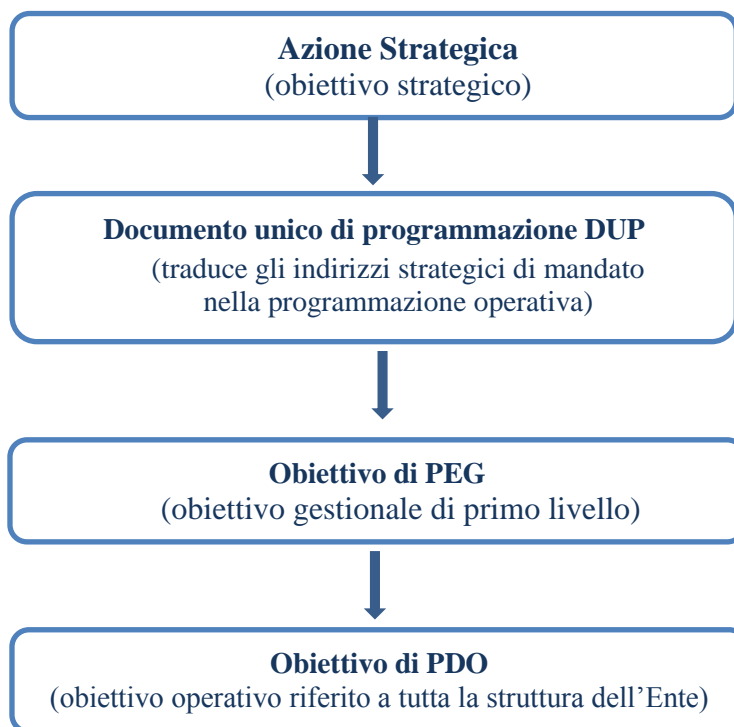 Azione Strategica
(obiettivo strategico)
Documento unico di programmazione DUP
(traduce gli indirizzi strategici di mandato
nella programmazione operativa)
Obiettivo di PEG
(obiettivo gestionale di primo livello)
Obiettivo di PDO
(obiettivo operativo riferito a tutta la struttura dell’Ente)